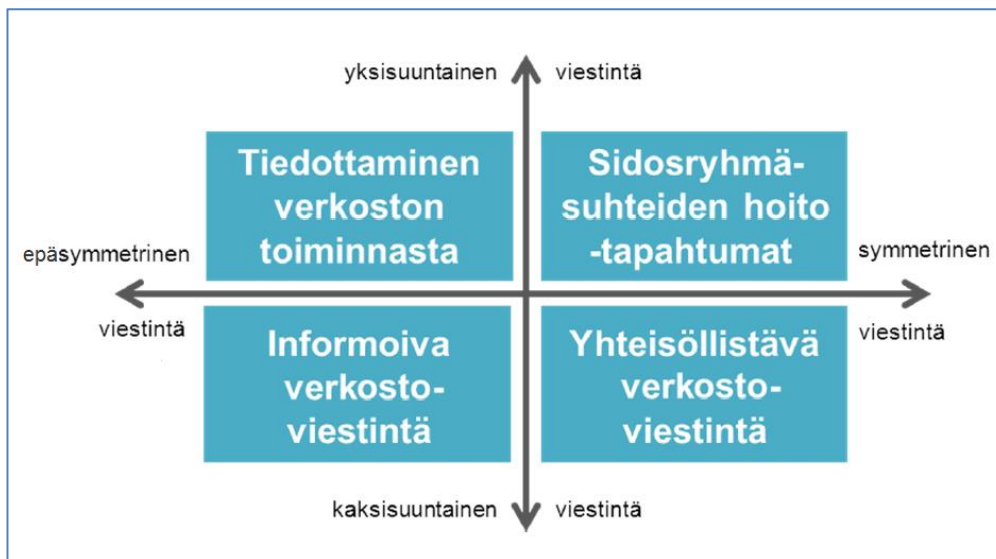 yksisuuntainen viestintä
Tiedottaminen
verkoston
toiminnasta
Sidosryhmä-
suhteiden hoito
-tapahtumat
epäsymmetrinen
viestintä
symmetrinen
viestintä
Informoiva
verkosto-
viestintä
Yhteisöllistävä
verkosto-
viestintä
kaksisuuntainen viestintä